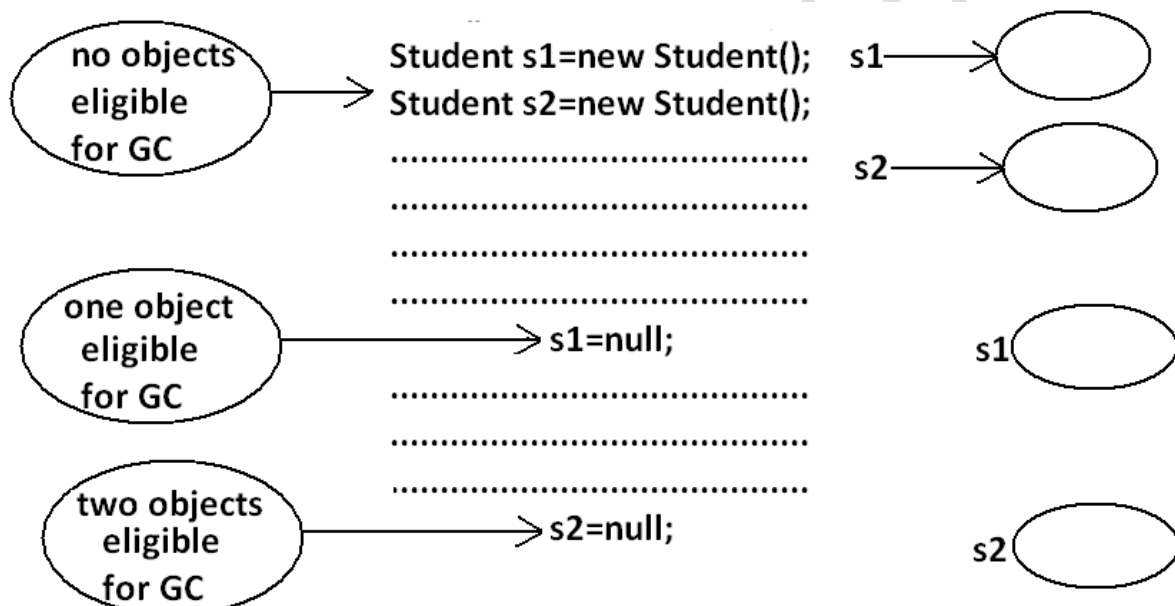 no objects
eligible
for GC
Student s1=new Student();
Student s2=new Student();
..........................................
..........................................
..........................................
..........................................
s1
s2
one object
eligible
for GC
s1=null;
s1
..........................................
..........................................
..........................................
two objects
eligible
for GC
s2=null;
s2